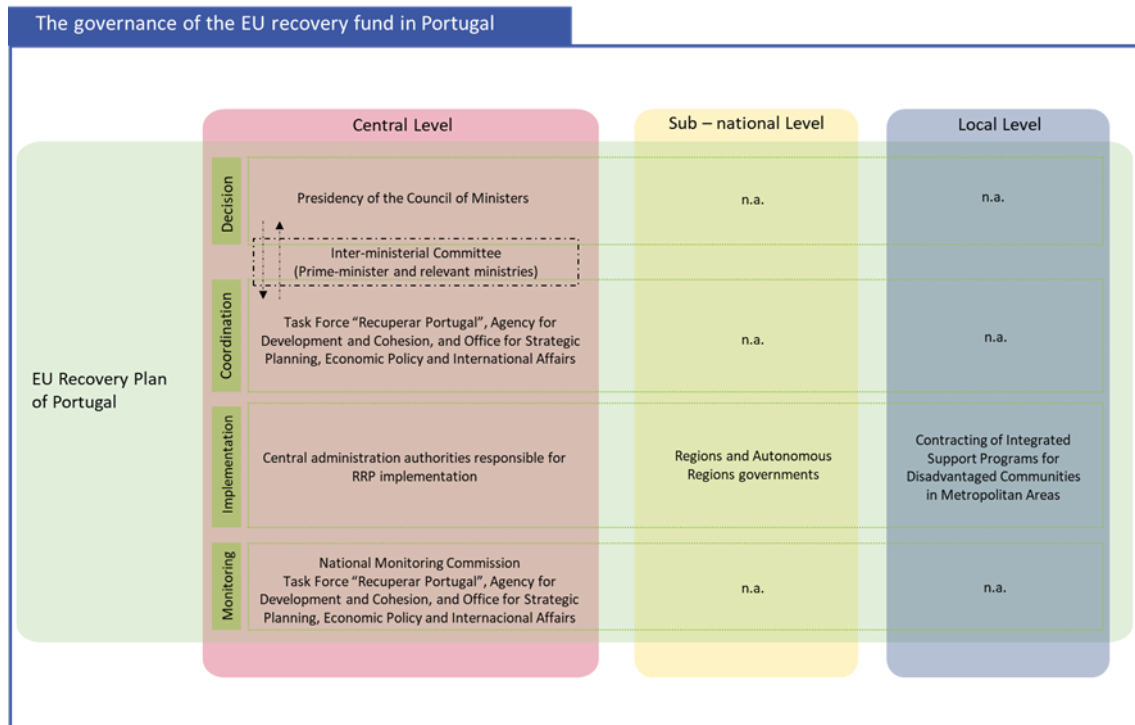 The governance of the EU recovery fund in Portugal
Central Level
Sub – national Level
Local Level
EU Recovery Plan
of Portugal
Decision
Presidency of the Council of Ministers
n.a.
n.a.
Inter-ministerial Committee
(Prime-minister and relevant ministries)
Coordination
Task Force “Recuperar Portugal”, Agency for
Development and Cohesion, and Office for Strategic
Planning, Economic Policy and International Affairs
n.a.
n.a.
Implementation
Central administration authorities responsible for
RRP implementation
Regions and Autonomous
Regions governments
Contracting of Integrated
Support Programs for
Disadvantaged Communities
in Metropolitan Areas
Monitoring
National Monitoring Commission
Task Force “Recuperar Portugal”, Agency for
Development and Cohesion, and Office for Strategic
Planning, Economic Policy and Internacional Affairs
n.a.
n.a.